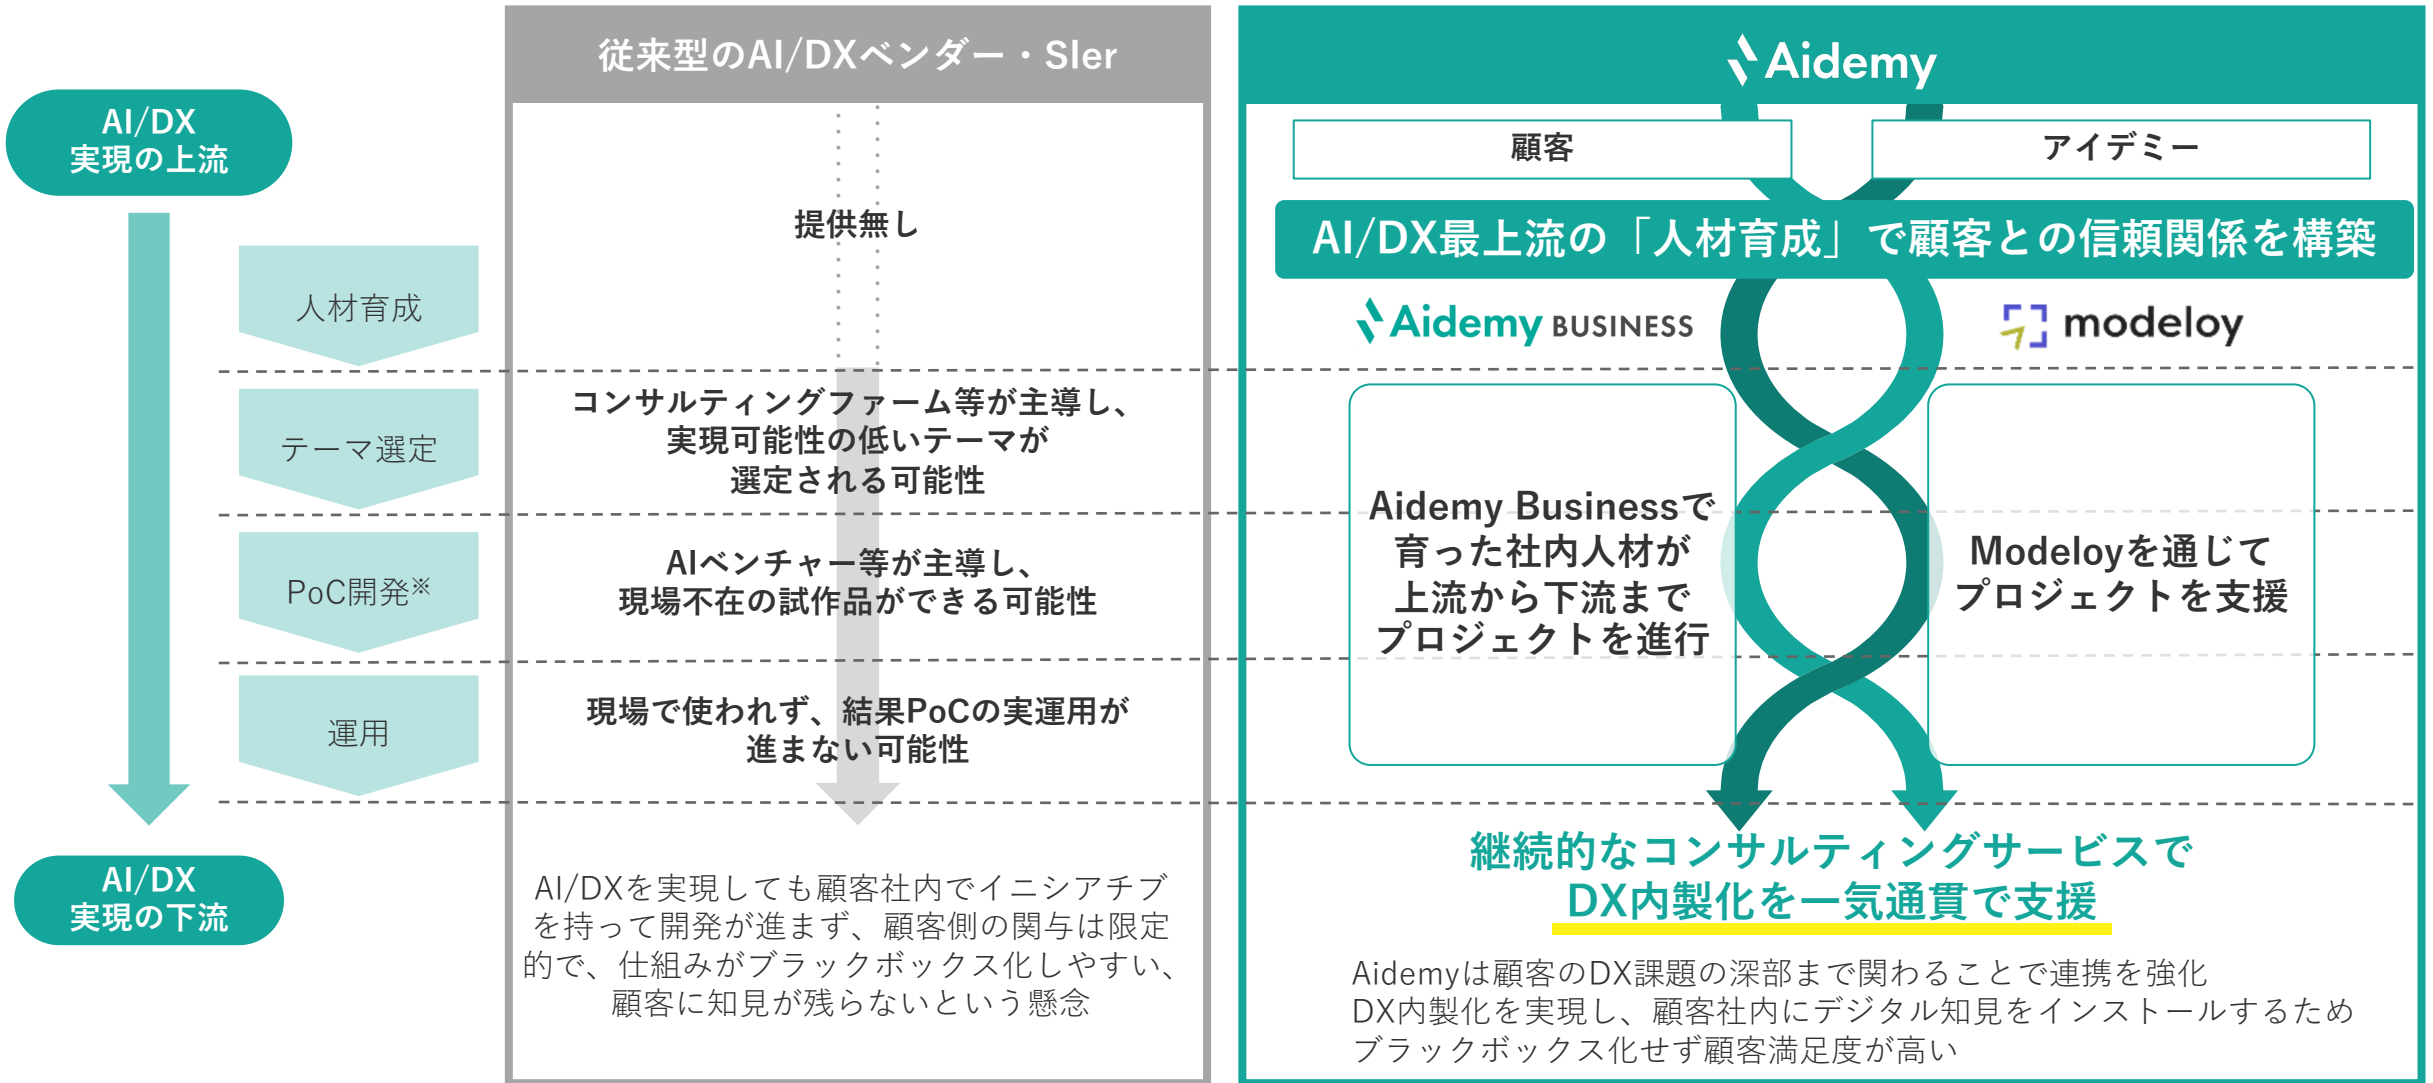 従来型のAI/DXベンダー・SIer
Aidemy
AI/DX
実現の上流
顧客
アイデミー
提供無し
AI/DX最上流の「人材育成」で顧客との信頼関係を構築
人材育成
Aidemy BUSINESS
modeloy
テーマ選定
コンサルティングファーム等が主導し、
実現可能性の低いテーマが
選定される可能性
PoC開発※
AIベンチャー等が主導し、
現場不在の試作品ができる可能性
Aidemy Businessで
育った社内人材が
上流から下流まで
プロジェクトを進行
Modeloyを通じて
プロジェクトを支援
運用
現場で使われず、結果PoCの実運用が
進まない可能性
AI/DX
実現の下流
AI/DXを実現しても顧客社内でイニシアチブ
を持って開発が進まず、顧客側の関与は限定
的で、仕組みがブラックボックス化しやすい、
顧客に知見が残らないという懸念
継続的なコンサルティングサービスで
DX内製化を一気通貫で支援
Aidemyは顧客のDX課題の深部まで関わることで連携を強化
DX内製化を実現し、顧客社内にデジタル知見をインストールするため
ブラックボックス化せず顧客満足度が高い